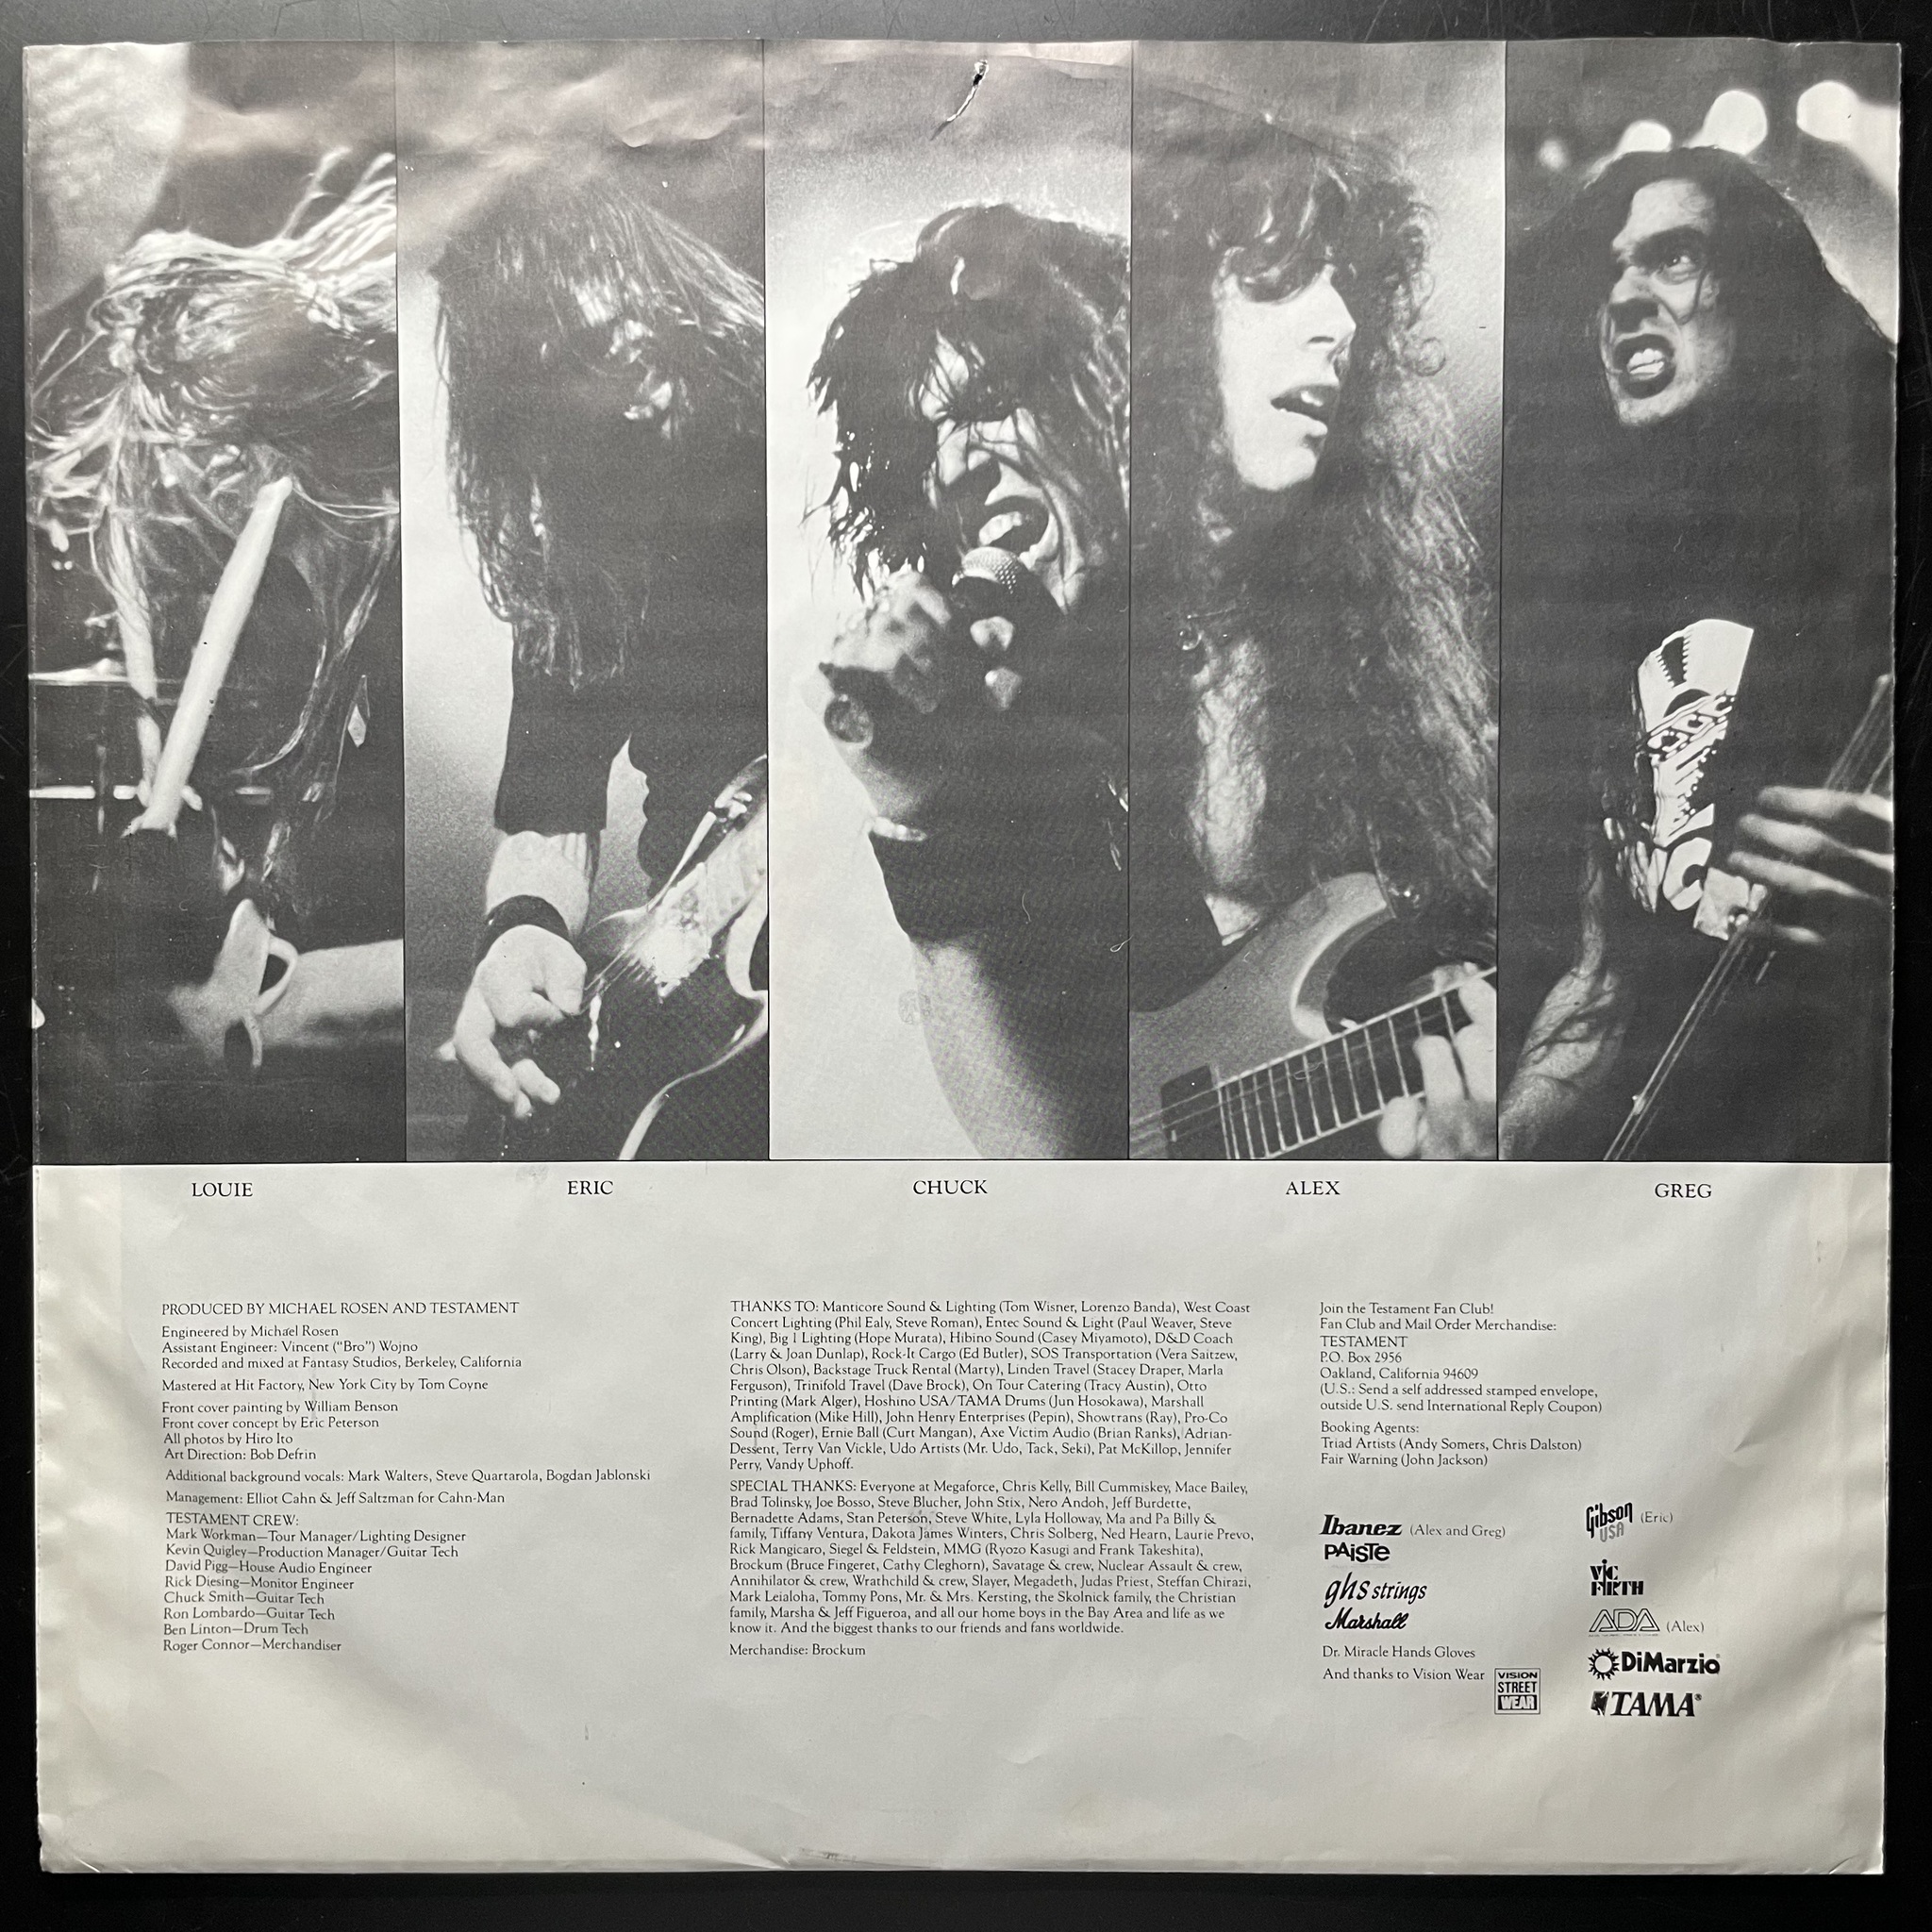 LOUIE
ERIC
CHUCK
ALEX
GREG
PRODUCED BY MICHAEL ROSEN AND TESTAMENT
Engineered by Michael Rosen
Assistant Engineer: Vincent (“Bro”) Wojno
Recorded and mixed at Fantasy Studios, Berkeley, California
Mastered at Hit Factory, New York City by Tom Coyne
Front cover painting by William Benson
Front cover concept by Eric Peterson
All photos by Hiro Ito
Art Direction: Bob Defrin
Additional background vocals: Mark Walters, Steve Quartarola, Bogdan Jablonski
Management: Elliot Cahn & Jeff Saltzman for Cahn-Man
TESTAMENT CREW:
Mark Workman—Tour Manager/Lighting Designer
Kevin Quigley—Production Manager/Guitar Tech
David Pigg—House Audio Engineer
Rick Diesing—Monitor Engineer
Chuck Smith—Guitar Tech
Ron Lombardo—Guitar Tech
Ben Linton—Drum Tech
Roger Connor—Merchandiser
THANKS TO: Manticore Sound & Lighting (Tom Wisner, Lorenzo Banda), West Coast
Concert Lighting (Phil Ealy, Steve Roman), Entec Sound & Light (Paul Weaver, Steve
King), Big 1 Lighting (Hope Murata), Hibino Sound (Casey Miyamoto), D&D Coach
(Larry & Joan Dunlap), Rock-It Cargo (Ed Butler), SOS Transportation (Vera Saitzew,
Chris Olson), Backstage Truck Rental (Marty), Linden Travel (Stacey Draper, Marla
Ferguson), Trinifold Travel (Dave Brock), On Tour Catering (Tracy Austin), Otto
Printing (Mark Alger), Hoshino USA/TAMA Drums (Jun Hosokawa), Marshall
Amplification (Mike Hill), John Henry Enterprises (Pepin), Showtrans (Ray), Pro-Co
Sound (Roger), Ernie Ball (Curt Mangan), Axe Victim Audio (Brian Ranks), Adrian-
Dessent, Terry Van Vickle, Udo Artists (Mr. Udo, Tack, Seki), Pat McKillop, Jennifer
Perry, Vandy Uphoff.
SPECIAL THANKS: Everyone at Megaforce, Chris Kelly, Bill Cummiskey, Mace Bailey,
Brad Tolinsky, Joe Bosso, Steve Blucher, John Stix, Nero Andoh, Jeff Burdette,
Bernadette Adams, Stan Peterson, Steve White, Lyla Holloway, Ma and Pa Billy &
family, Tiffany Ventura, Dakota James Winters, Chris Solberg, Ned Hearn, Laurie Prevo,
Rick Mangicaro, Siegel & Feldstein, MMG (Ryozo Kasugi and Frank Takeshita),
Brockum (Bruce Fingeret, Cathy Cleghorn), Savatage & crew, Nuclear Assault & crew,
Annihilator & crew, Wrathchild & crew, Slayer, Megadeth, Judas Priest, Steffan Chirazi,
Mark Leialoha, Tommy Pons, Mr. & Mrs. Kersting, the Skolnick family, the Christian
family, Marsha & Jeff Figueroa, and all our home boys in the Bay Area and life as we
know it. And the biggest thanks to our friends and fans worldwide.
Merchandise: Brockum
Join the Testament Fan Club!
Fan Club and Mail Order Merchandise:
TESTAMENT
P.O. Box 2956
Oakland, California 94609
(U.S.: Send a self addressed stamped envelope,
outside U.S. send International Reply Coupon)
Booking Agents:
Triad Artists (Andy Somers, Chris Dalston)
Fair Warning (John Jackson)
Ibanez (Alex and Greg)
PAiSTe
ghs strings
Marshall
Dr. Miracle Hands Gloves
And thanks to Vision Wear
VISION
STREET
WEAR
Gibson
USA
(Eric)
VIC
FIRTH
ADA (Alex)
DiMarzio
TAMA®